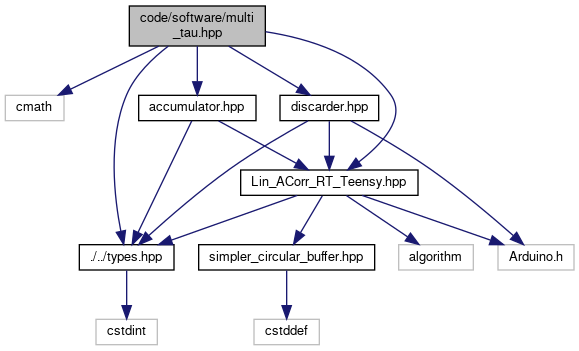 code/software/multi
_tau.hpp
cmath
accumulator.hpp
discarder.hpp
Lin_ACorr_RT_Teensy.hpp
./../types.hpp
simpler_circular_buffer.hpp
algorithm
Arduino.h
cstdint
cstddef